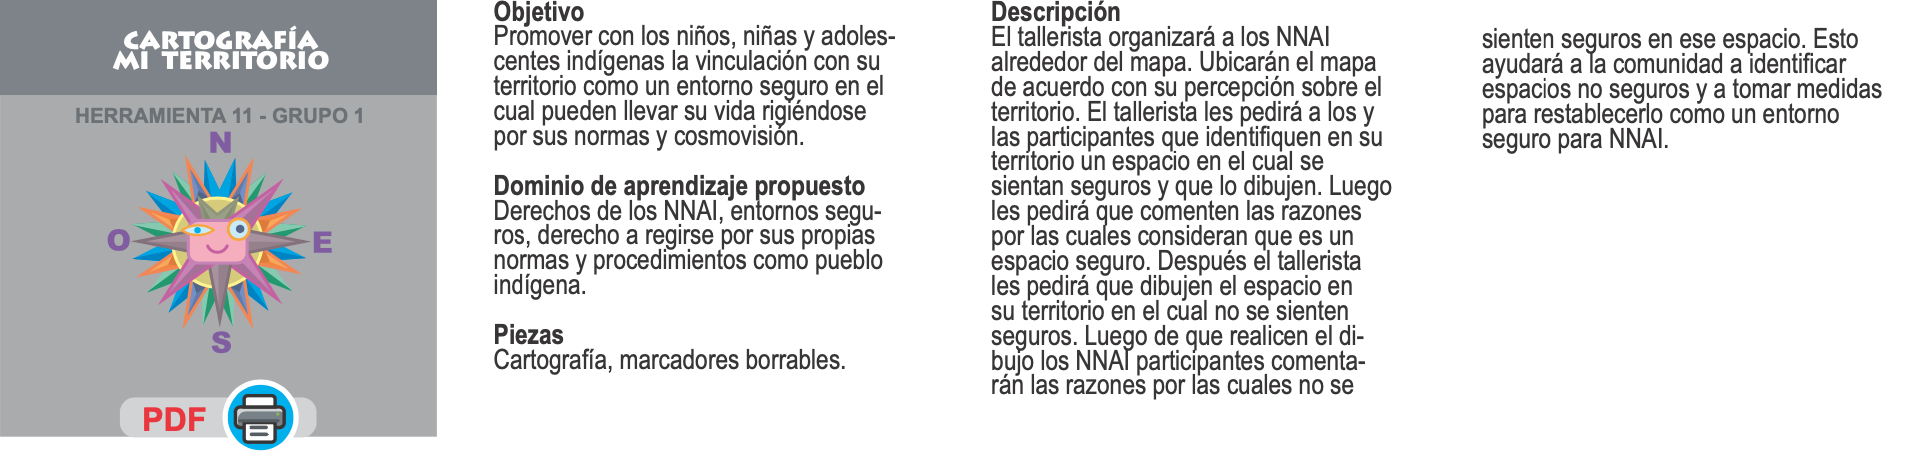 CARTOGRAFÍA
MI TERRITORIO
HERRAMIENTA 11 - GRUPO 1
N
O
E
S
PDF
Objetivo
Promover con los niños, niñas y adoles-
centes indígenas la vinculación con su
territorio como un entorno seguro en el
cual pueden llevar su vida rigiéndose
por sus normas y cosmovisión.
Dominio de aprendizaje propuesto
Derechos de los NNAI, entornos segu-
ros, derecho a regirse por sus propias
normas y procedimientos como pueblo
indígena.
Piezas
Cartografía, marcadores borrables.
Descripción
El tallerista organizará a los NNAI
alrededor del mapa. Ubicarán el mapa
de acuerdo con su percepción sobre el
territorio. El tallerista les pedirá a los y
las participantes que identifiquen en su
territorio un espacio en el cual se
sientan seguros y que lo dibujen. Luego
les pedirá que comenten las razones
por las cuales consideran que es un
espacio seguro. Después el tallerista
les pedirá que dibujen el espacio en
su territorio en el cual no se sienten
seguros. Luego de que realicen el di-
bujo los NNAI participantes comenta-
rán las razones por las cuales no se
sienten seguros en ese espacio. Esto
ayudará a la comunidad a identificar
espacios no seguros y a tomar medidas
para restablecerlo como un entorno
seguro para NNAI.